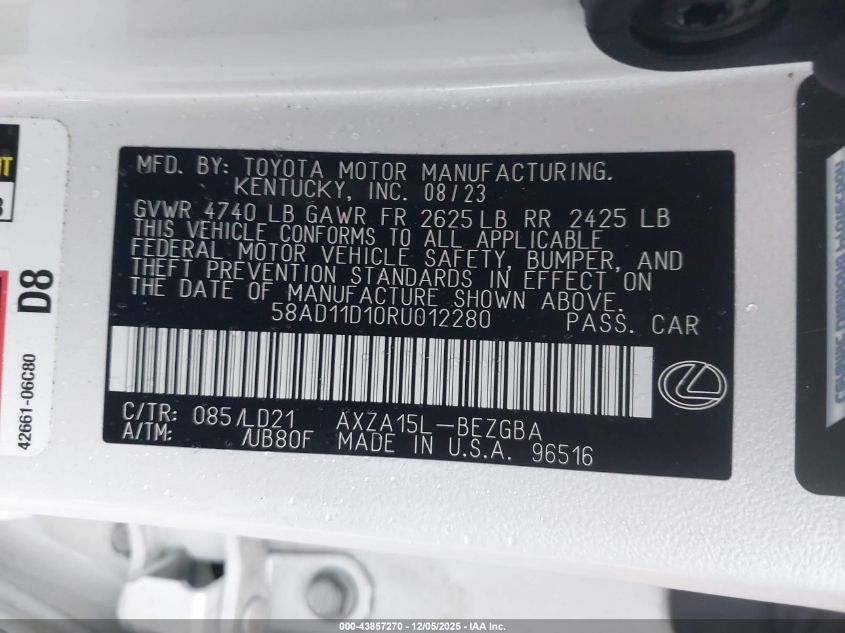 MFD. BY: TOYOTA MOTOR MANUFACTURING.
KENTUCKY, INC. 08/23
GVWR 4740 LB GAWR FR 2625 LB RR 2425 LB
THIS VEHICLE CONFORMS TO ALL APPLICABLE
FEDERAL MOTOR VEHICLE SAFETY, BUMPER, AND
THEFT PREVENTION STANDARDS IN EFFECT ON
THE DATE OF MANUFACTURE SHOWN ABOVE.
58AD11D10RU012280 PASS. CAR
C/TR: 085/LD21 AXZA15L-BEZGBA
A/TM: /UB80F MADE IN U.S.A. 96516
D8
42661-06C80
000-43857270 - 12/05/2025 - IAA Inc.